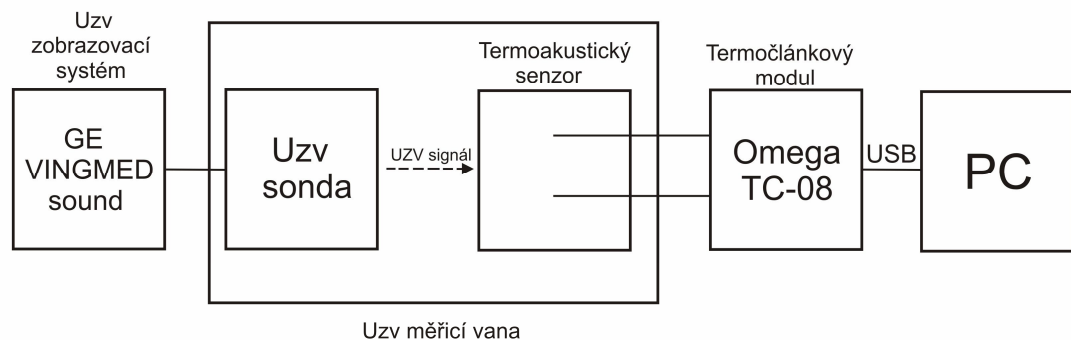 Uzv
zobrazovací
systém
GE
VINGMED
sound
Uzv
sonda
UZV signál
Termoakustický
senzor
Termočlánkový
modul
Omega
TC-08
USB
PC
Uzv měřicí vana